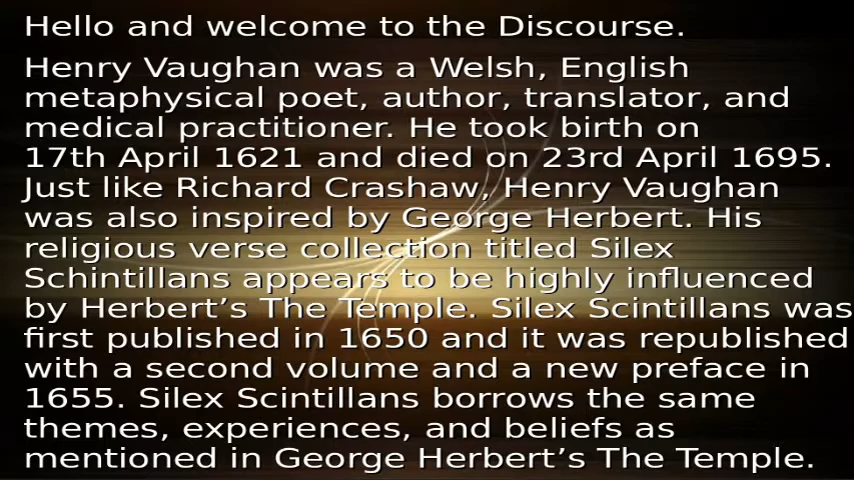 Hello and welcome to the Discourse.
Henry Vaughan was a Welsh, English
metaphysical poet, author, translator, and
medical practitioner. He took birth on
17th April 1621 and died on 23rd April 1695.
Just like Richard Crashaw, Henry Vaughan
was also inspired by George Herbert. His
religious verse collection titled Silex
Schintillans appears to be highly influenced
by Herbert’s The Temple. Silex Scintillans was
first published in 1650 and it was republished
with a second volume and a new preface in
1655. Silex Scintillans borrows the same
themes, experiences, and beliefs as
mentioned in George Herbert’s The Temple.